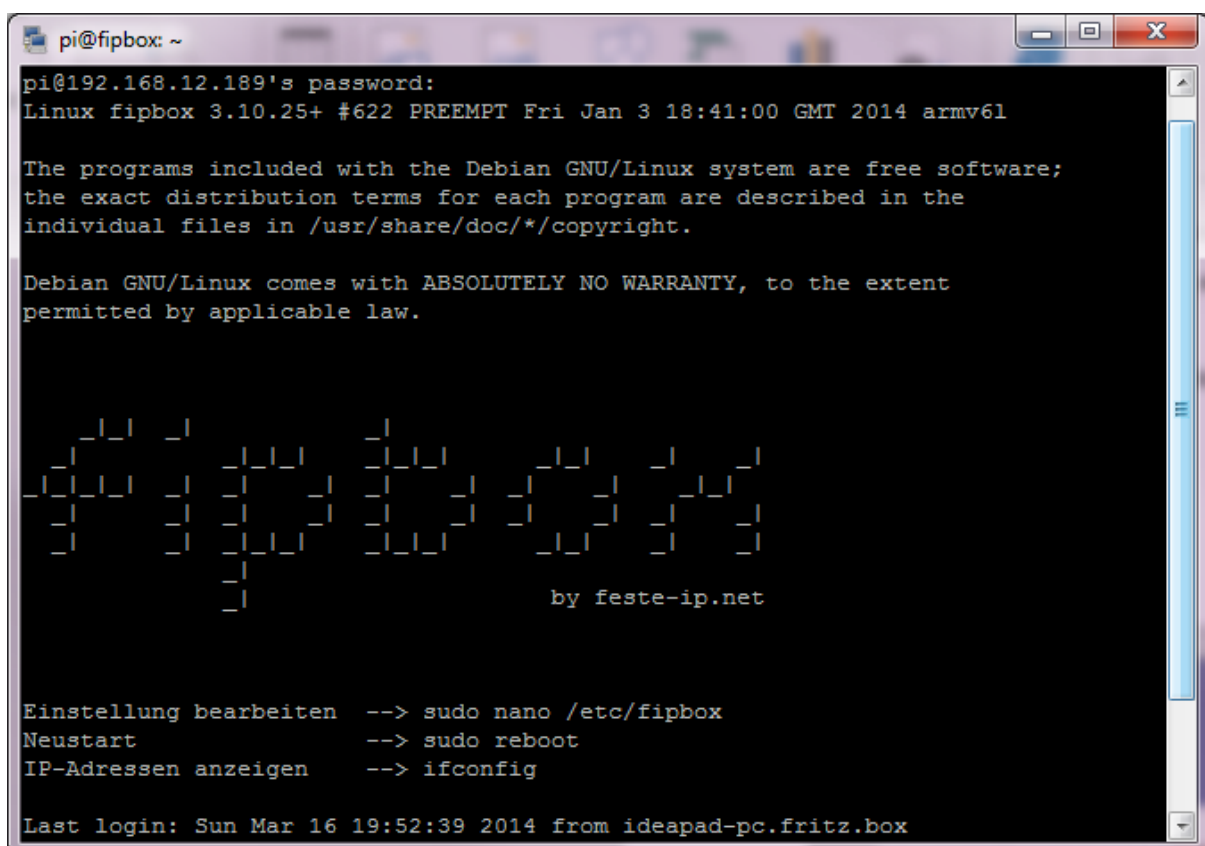 pi@fipbox: ~
pi@192.168.12.189's password:
Linux fipbox 3.10.25+ #622 PREEMPT Fri Jan 3 18:41:00 GMT 2014 armv6l
The programs included with the Debian GNU/Linux system are free software;
the exact distribution terms for each program are described in the
individual files in /usr/share/doc/*/copyright.
Debian GNU/Linux comes with ABSOLUTELY NO WARRANTY, to the extent
permitted by applicable law.
fipbox
by feste-ip.net
Einstellung bearbeiten --> sudo nano /etc/fipbox
Neustart --> sudo reboot
IP-Adressen anzeigen --> ifconfig
Last login: Sun Mar 16 19:52:39 2014 from ideapad-pc.fritz.box